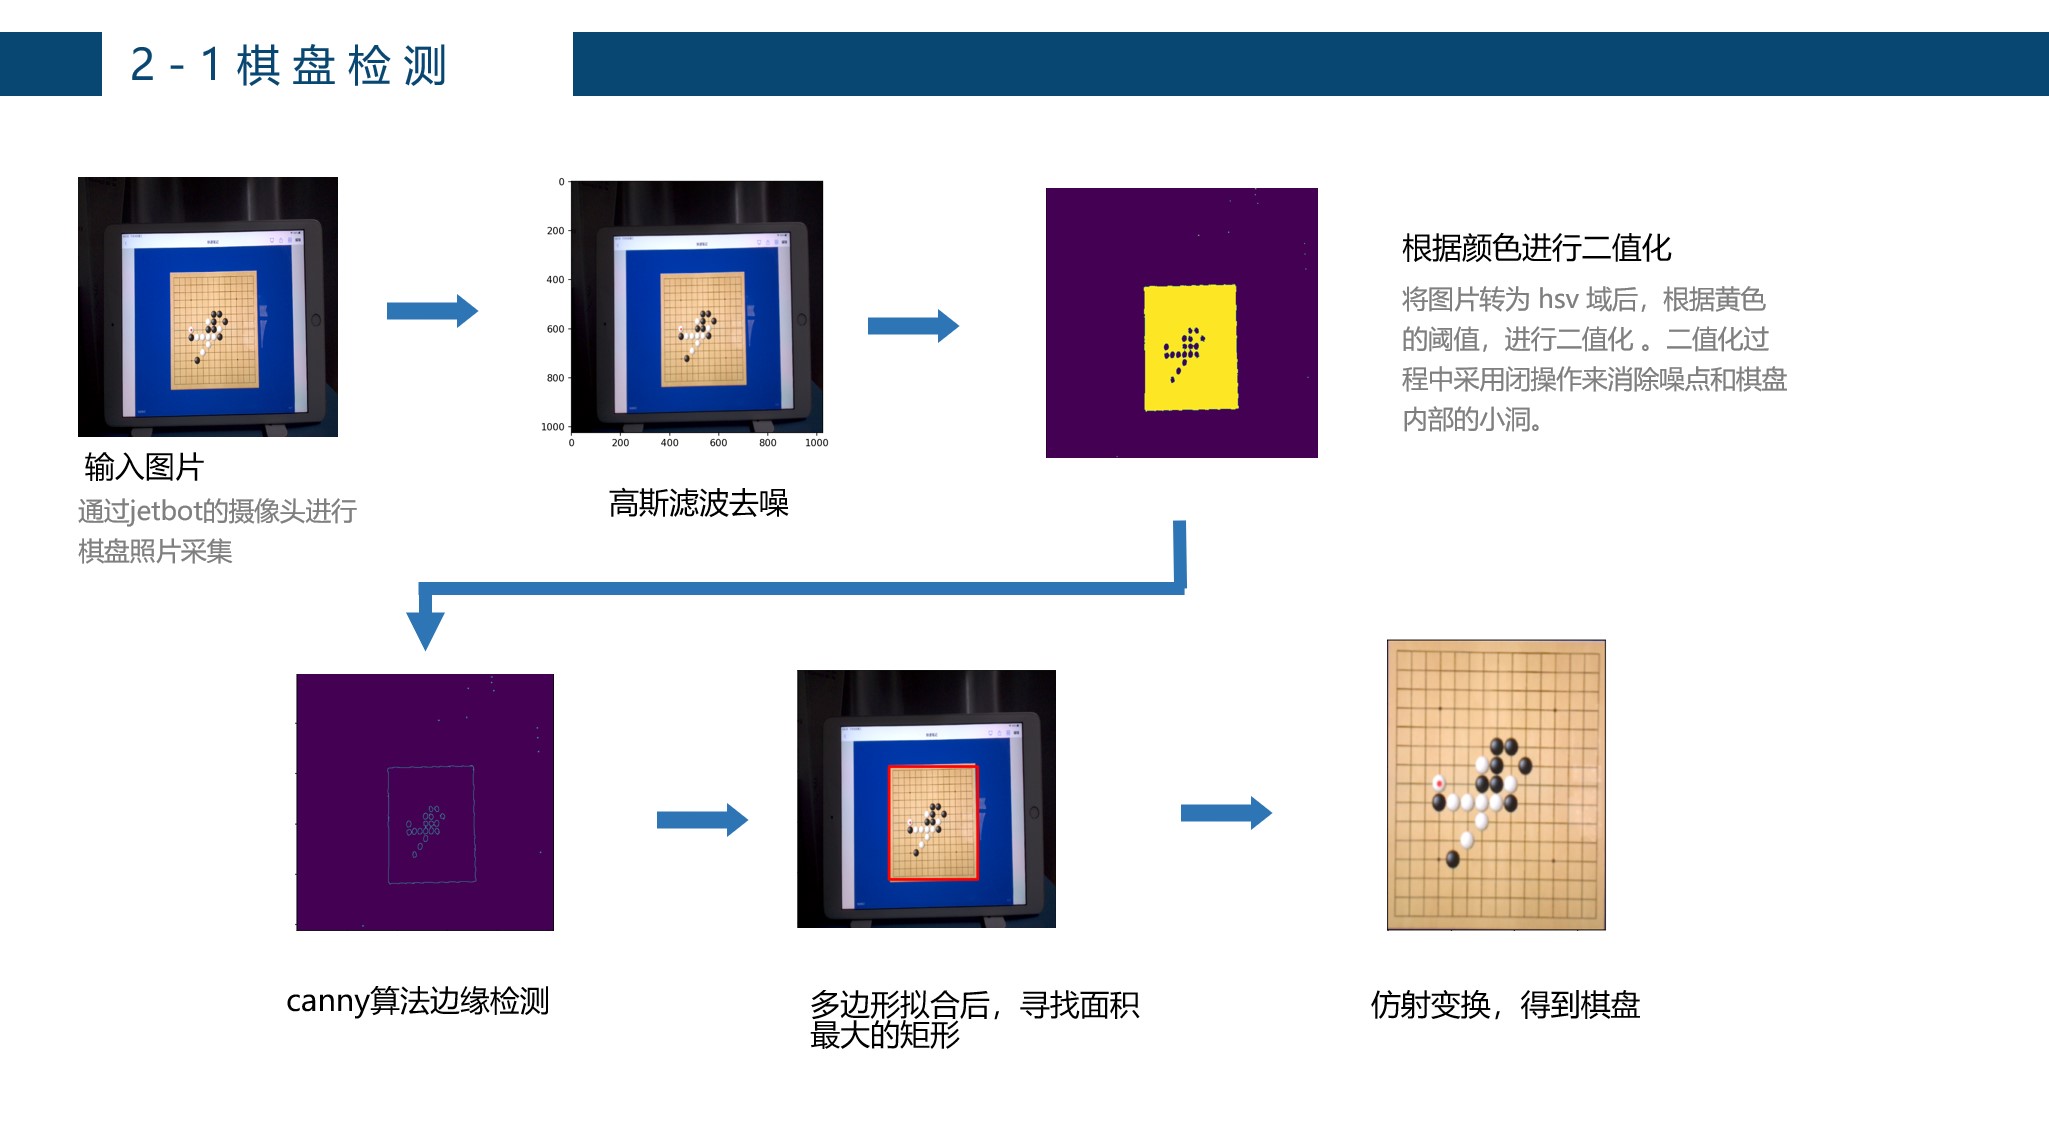 2-1棋盘检测
0
200
400
600
800
1000
0 200 400 600 800 1000
输入图片
通过jetbot的摄像头进行
棋盘照片采集
高斯滤波去噪
根据颜色进行二值化
将图片转为 hsv 域后，根据黄色
的阈值，进行二值化 。二值化过
程中采用闭操作来消除噪点和棋盘
内部的小洞。
canny算法边缘检测
多边形拟合后，寻找面积
最大的矩形
仿射变换，得到棋盘